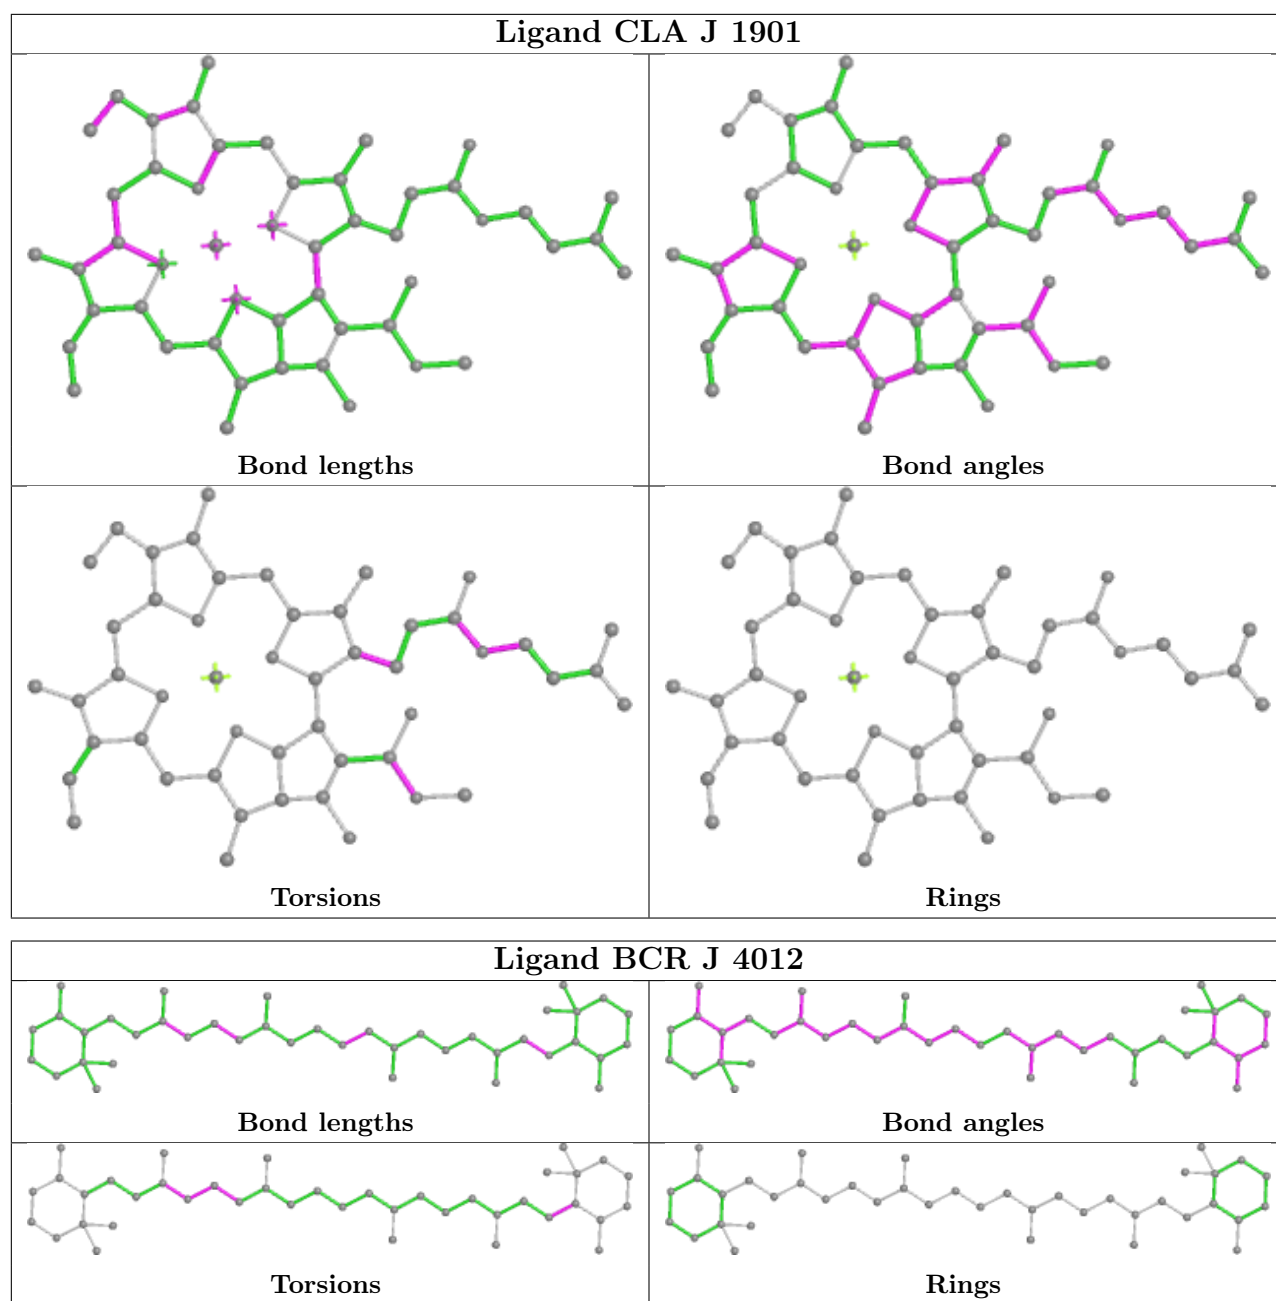 Ligand CLA J 1901
Bond lengths
Bond angles
Torsions
Rings
Ligand BCR J 4012
Bond lengths
Bond angles
Torsions
Rings